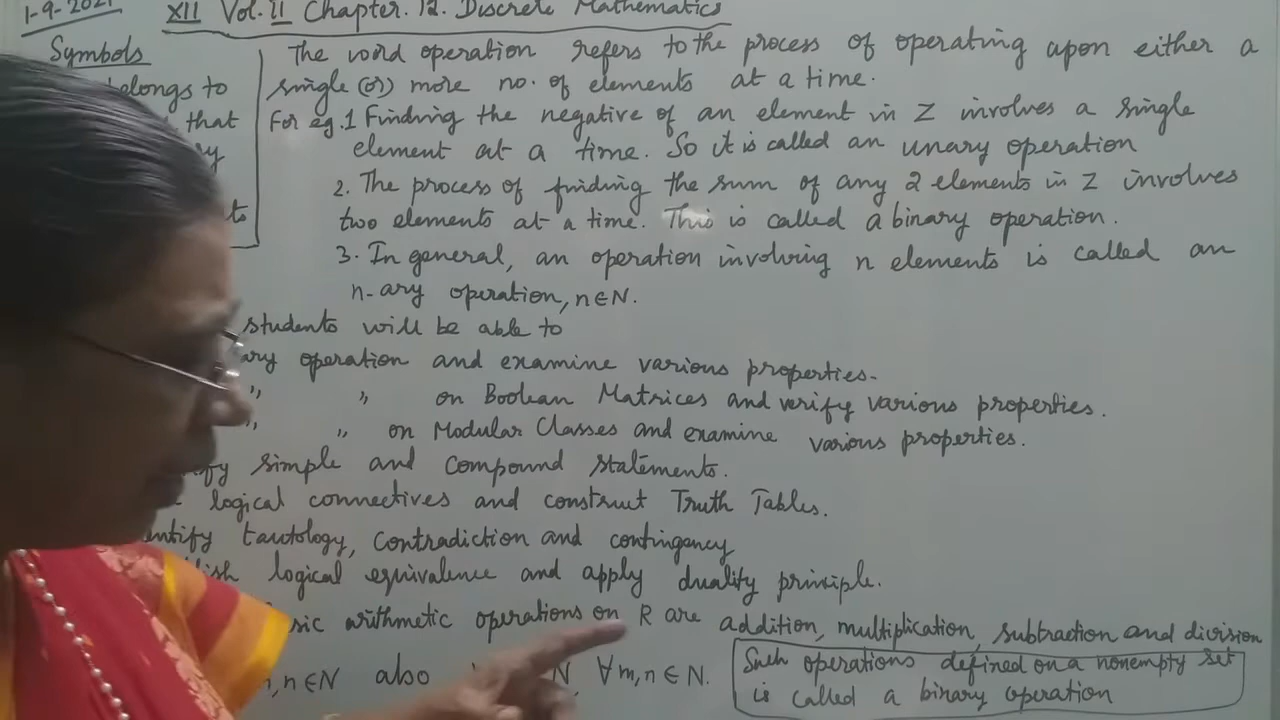 1-9-2021 XII Vol. II Chapter. 12. Discrete Mathematics
Symbols
belongs to
that
The word operation refers to the process of operating upon either a
single (or) more no. of elements at a time.
For eg. 1 Finding the negative of an element in Z involves a single
element at a time. So it is called an unary operation
2. The process of finding the sum of any 2 elements in Z involves
two elements at a time. This is called a binary operation.
3. In general, an operation involving n elements is called an
n-ary operation, n∈N.
students will be able to
ary operation and examine various properties.
" " on Boolean Matrices and verify various properties.
" " on Modular Classes and examine various properties.
simple and compound statements.
logical connectives and construct Truth Tables.
entify tautology, contradiction and contingency
lish logical equivalence and apply duality principle.
sic arithmetic operations on R are addition, multiplication, subtraction and division
m,n∈N also N, ∀m,n∈N.
Such operations defined on a nonempty set
is called a binary operation